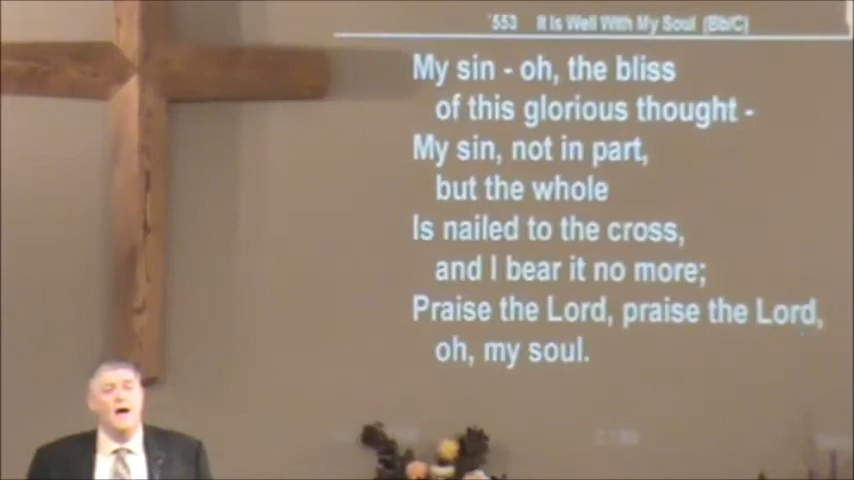 553 It Is Well With My Soul (Bb/C)
My sin - oh, the bliss
of this glorious thought -
My sin, not in part,
but the whole
Is nailed to the cross,
and I bear it no more;
Praise the Lord, praise the Lord,
oh, my soul.